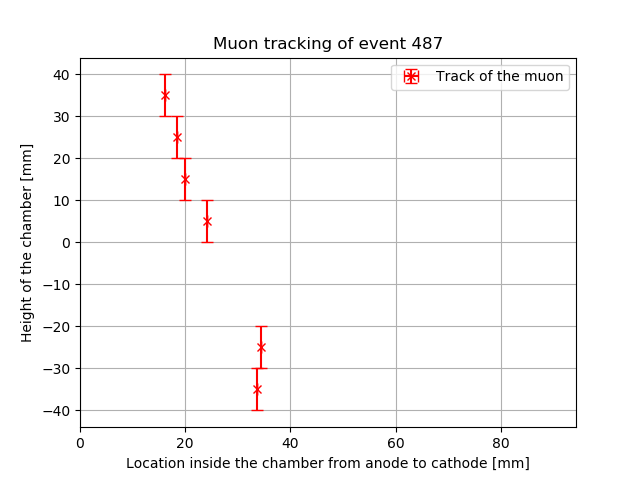 Muon tracking of event 487
Track of the muon
40
30
20
10
0
−10
−20
−30
−40
Height of the chamber [mm]
0 20 40 60 80
Location inside the chamber from anode to cathode [mm]